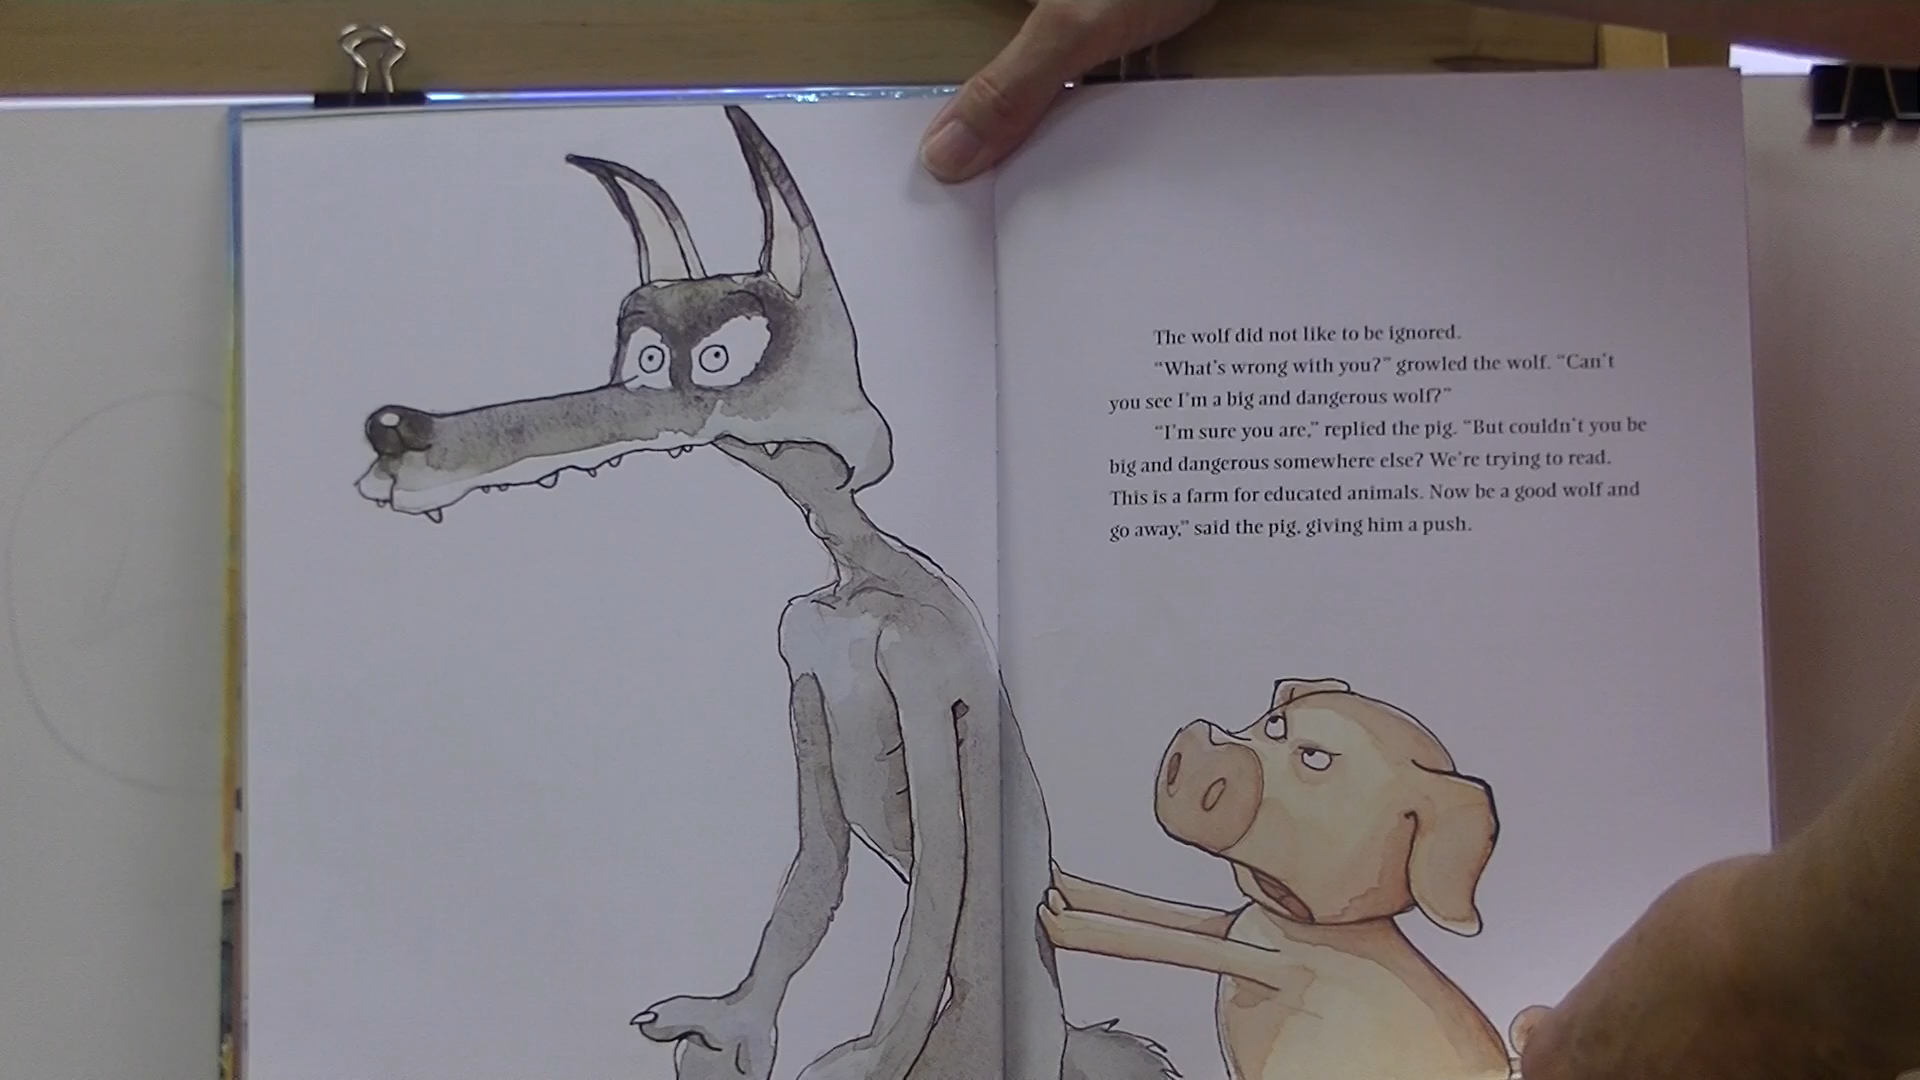 The wolf did not like to be ignored.
“What’s wrong with you?” growled the wolf. “Can’t
you see I’m a big and dangerous wolf?”
“I’m sure you are,” replied the pig. “But couldn’t you be
big and dangerous somewhere else? We’re trying to read.
This is a farm for educated animals. Now be a good wolf and
go away,” said the pig, giving him a push.